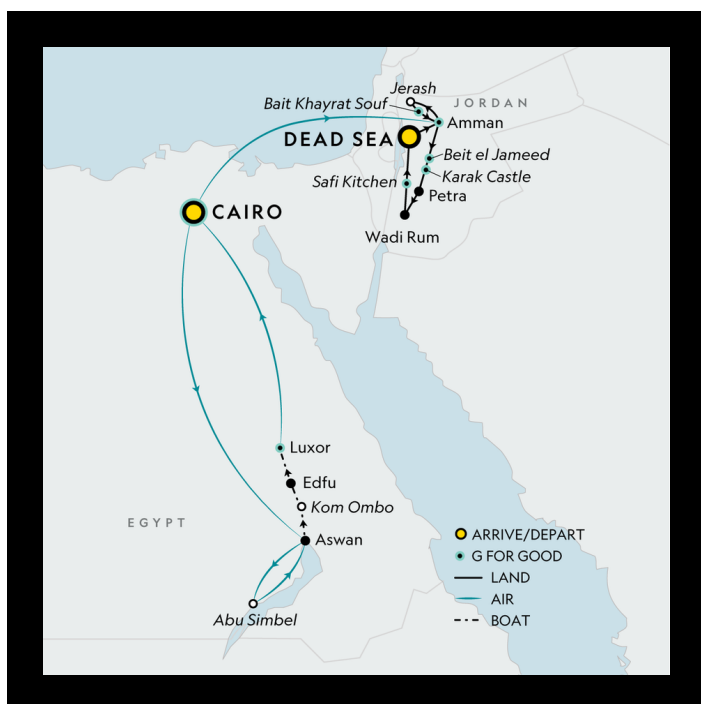 Jerash
Bait Khayrat Souf
JORDAN
Amman
DEAD SEA
Beit el Jameed
Karak Castle
Safi Kitchen
Petra
CAIRO
Wadi Rum
Luxor
Edfu
Kom Ombo
EGYPT
Aswan
Abu Simbel
ARRIVE/DEPART
G FOR GOOD
LAND
AIR
BOAT